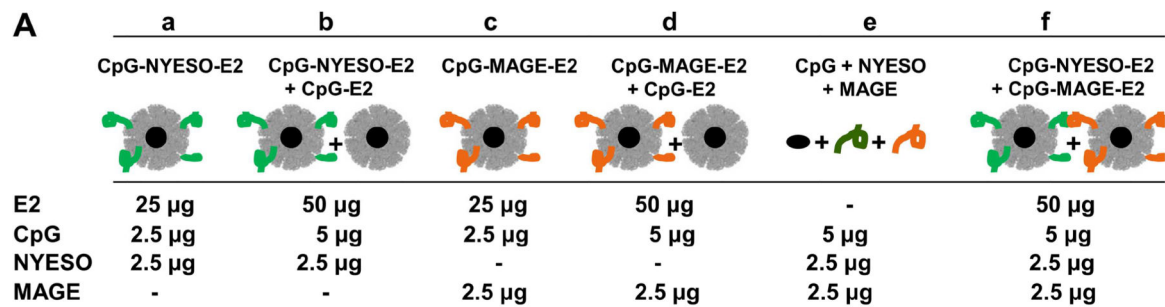 A
a b c d e f
CpG-NYESO-E2 CpG-NYESO-E2 CpG-MAGE-E2 CpG-MAGE-E2 CpG + NYESO CpG-NYESO-E2
+ CpG-E2 + CpG-E2 + MAGE + CpG-MAGE-E2
+ + + + +
E2 25 µg 50 µg 25 µg 50 µg - 50 µg
CpG 2.5 µg 5 µg 2.5 µg 5 µg 5 µg 5 µg
NYESO 2.5 µg 2.5 µg - - 2.5 µg 2.5 µg
MAGE - - 2.5 µg 2.5 µg 2.5 µg 2.5 µg